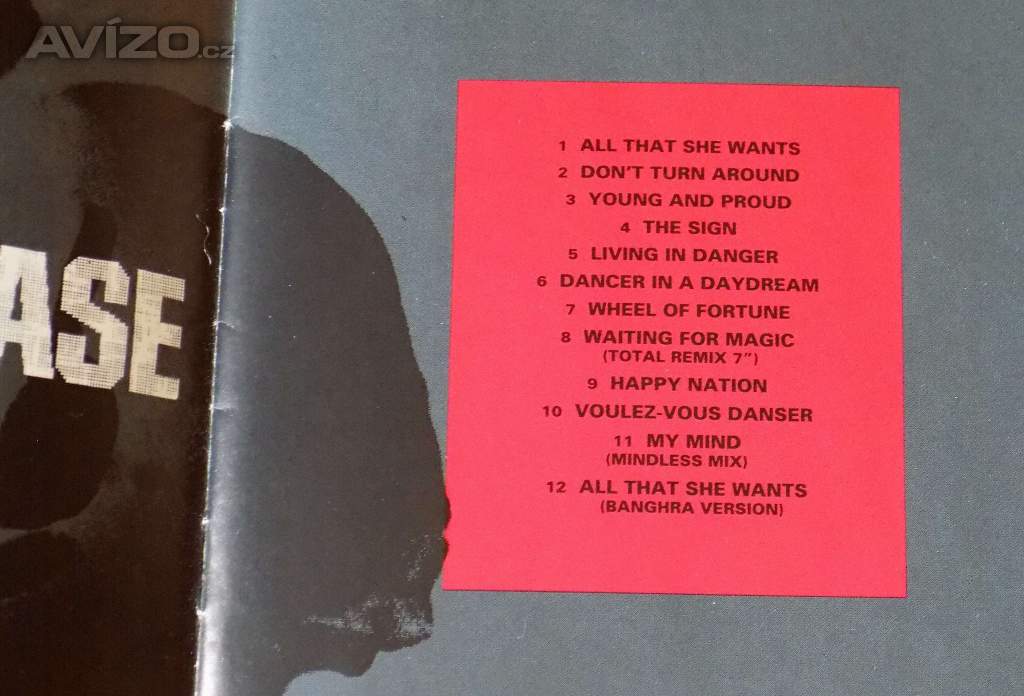 AVÍZO.cz
ASE
1 ALL THAT SHE WANTS
2 DON'T TURN AROUND
3 YOUNG AND PROUD
4 THE SIGN
5 LIVING IN DANGER
6 DANCER IN A DAYDREAM
7 WHEEL OF FORTUNE
8 WAITING FOR MAGIC
(TOTAL REMIX 7")
9 HAPPY NATION
10 VOULEZ-VOUS DANSER
11 MY MIND
(MINDLESS MIX)
12 ALL THAT SHE WANTS
(BANGHRA VERSION)